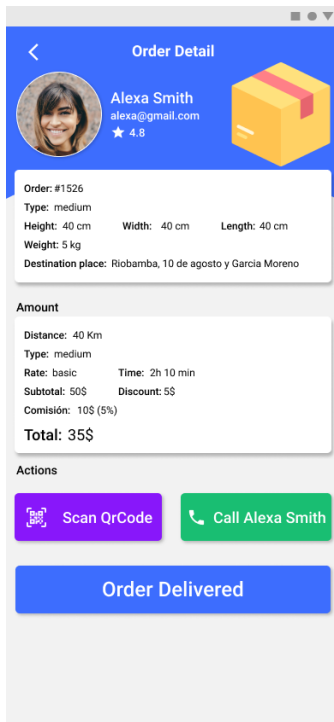 Order Detail
Alexa Smith
alexa@gmail.com
4.8
Order: #1526
Type: medium
Height: 40 cm Width: 40 cm Length: 40 cm
Weight: 5 kg
Destination place: Riobamba, 10 de agosto y Garcia Moreno
Amount
Distance: 40 Km
Type: medium
Rate: basic Time: 2h 10 min
Subtotal: 50$ Discount: 5$
Comisión: 10$ (5%)
Total: 35$
Actions
Scan QrCode Call Alexa Smith
Order Delivered